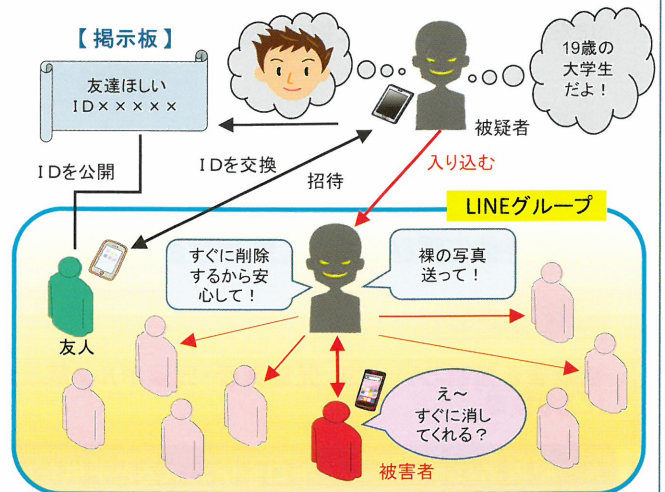 【 掲示板 】
友達ほしい
ID×××××
19歳の
大学生
だよ！
被疑者
IDを公開
IDを交換
招待
入り込む
LINEグループ
すぐに削除
するから安
心して！
裸の写真
送って！
友人
え～
すぐに消し
てくれる？
被害者